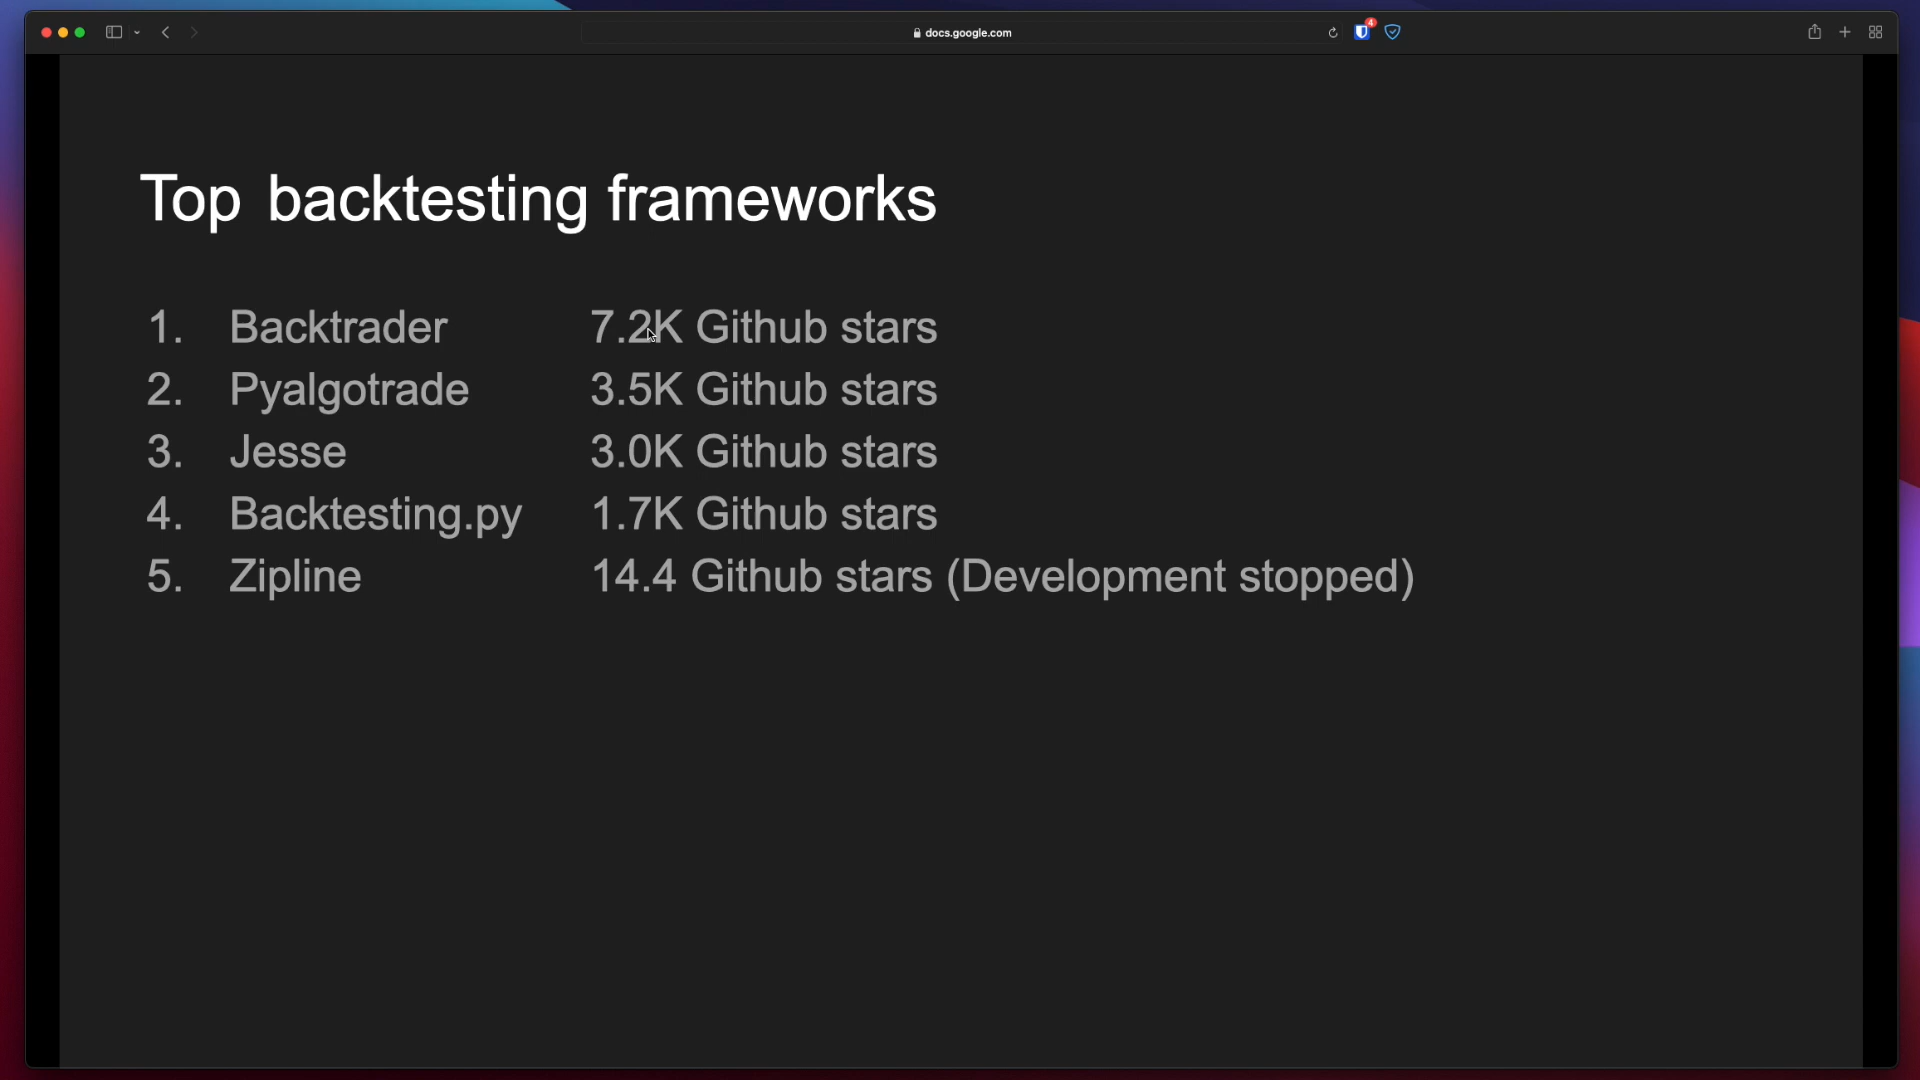 docs.google.com
4
Top backtesting frameworks
1. Backtrader 7.2K Github stars
2. Pyalgotrade 3.5K Github stars
3. Jesse 3.0K Github stars
4. Backtesting.py 1.7K Github stars
5. Zipline 14.4 Github stars (Development stopped)